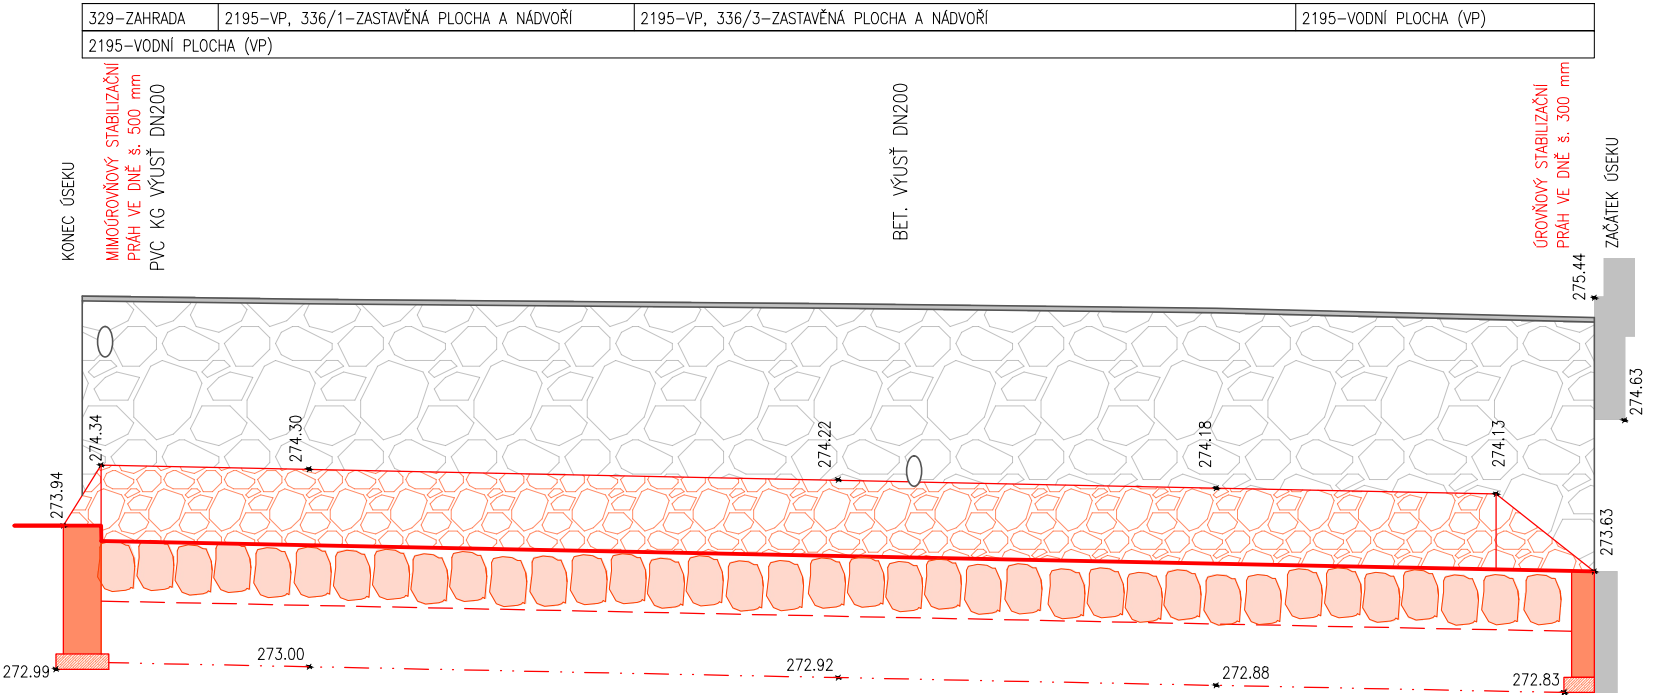 329-ZAHRADA
2195-VP, 336/1-ZASTAVĚNÁ PLOCHA A NÁDVOŘÍ
2195-VP, 336/3-ZASTAVĚNÁ PLOCHA A NÁDVOŘÍ
2195-VODNÍ PLOCHA (VP)
2195-VODNÍ PLOCHA (VP)
KONEC ÚSEKU
MIMOÚROVŇOVÝ STABILIZAČNÍ
PRÁH VE DNĚ š. 500 mm
PVC KG VÝUSŤ DN200
BET. VÝUSŤ DN200
ÚROVŇOVÝ STABILIZAČNÍ
PRÁH VE DNĚ š. 300 mm
ZAČÁTEK ÚSEKU
275.44
274.63
273.94
274.34
274.30
274.22
274.18
274.13
273.63
272.99
273.00
272.92
272.88
272.83